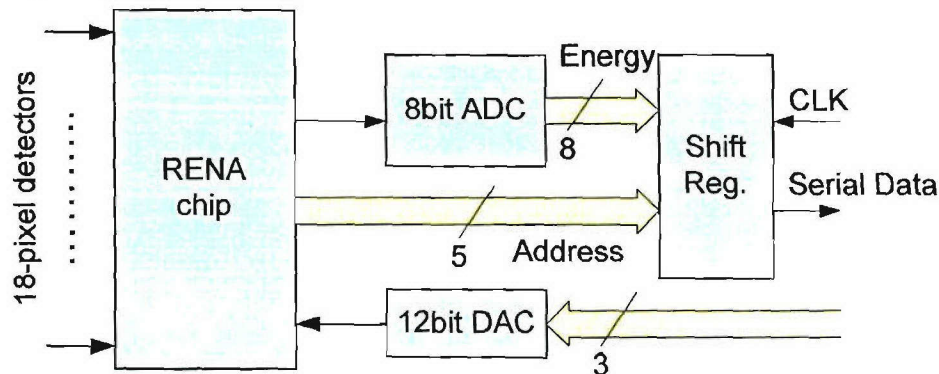 18-pixel detectors
RENA
chip
8bit ADC
Energy
8
5
Address
Shift
Reg.
CLK
Serial Data
12bit DAC
3